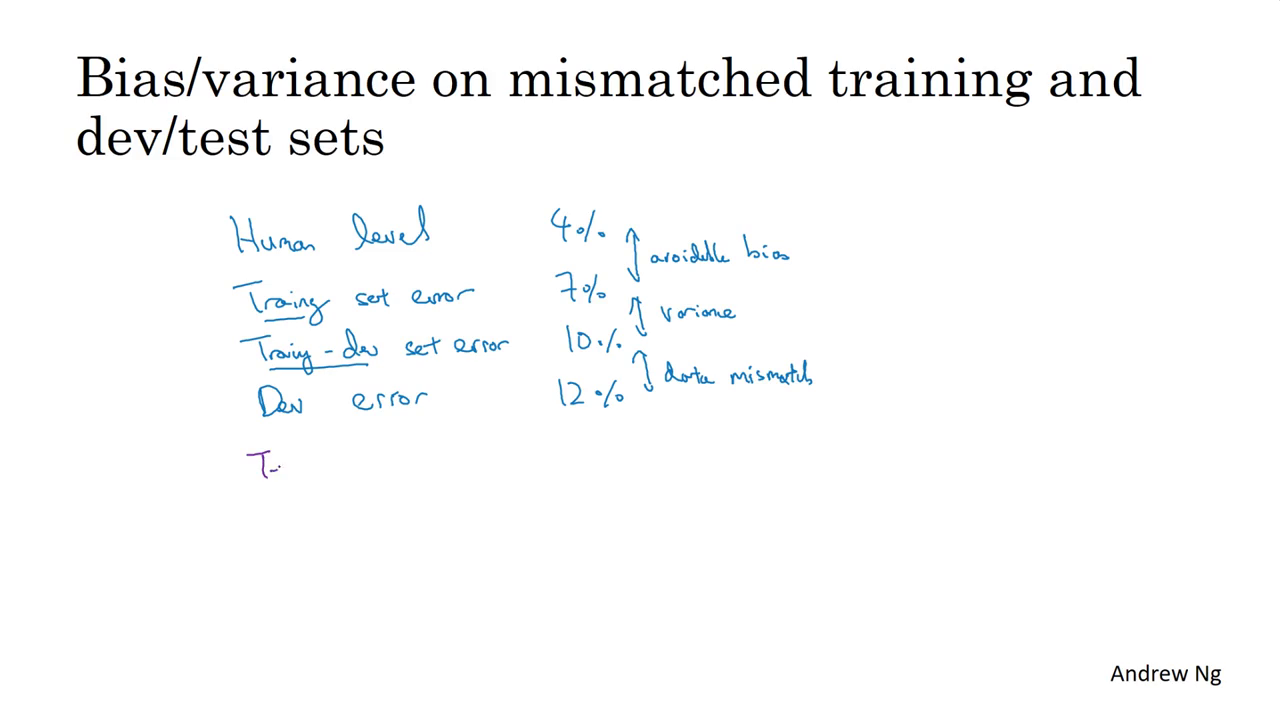 Bias/variance on mismatched training and
dev/test sets
Human level 4%
avoidable bias
Training set error 7%
variance
Training-dev set error 10%
data mismatch
Dev error 12%
T
Andrew Ng